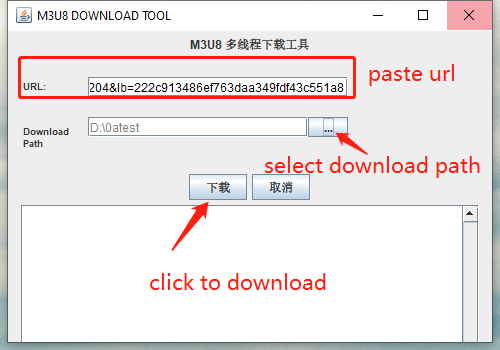 M3U8 DOWNLOAD TOOL
M3U8 多线程下载工具
paste url
URL:
204&lb=222c913486ef763daa349fdf43c551a8
Download
Path
D:\0atest
...
select download path
下载
取消
click to download